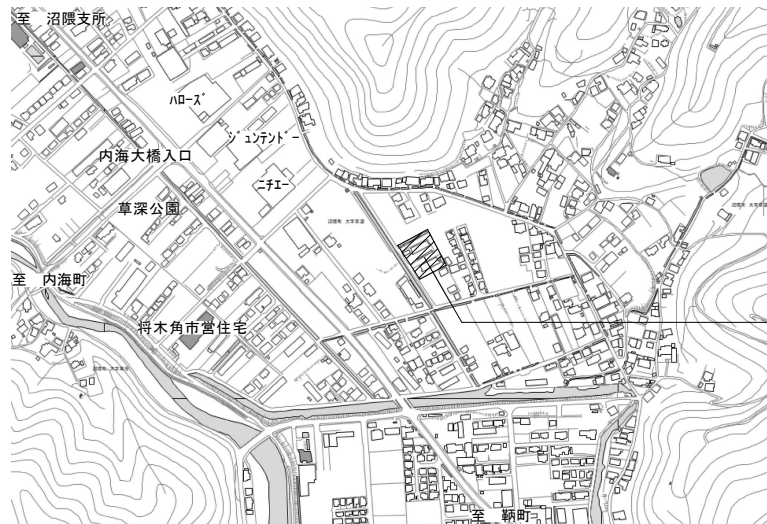 至　沼隈支所
ﾊﾛｰｽﾞ
ｼﾞｭﾝﾃﾝﾄﾞｰ
内海大橋入口
ﾆﾁｴｰ
草深公園
至　内海町
将木角市営住宅
至　鞆町